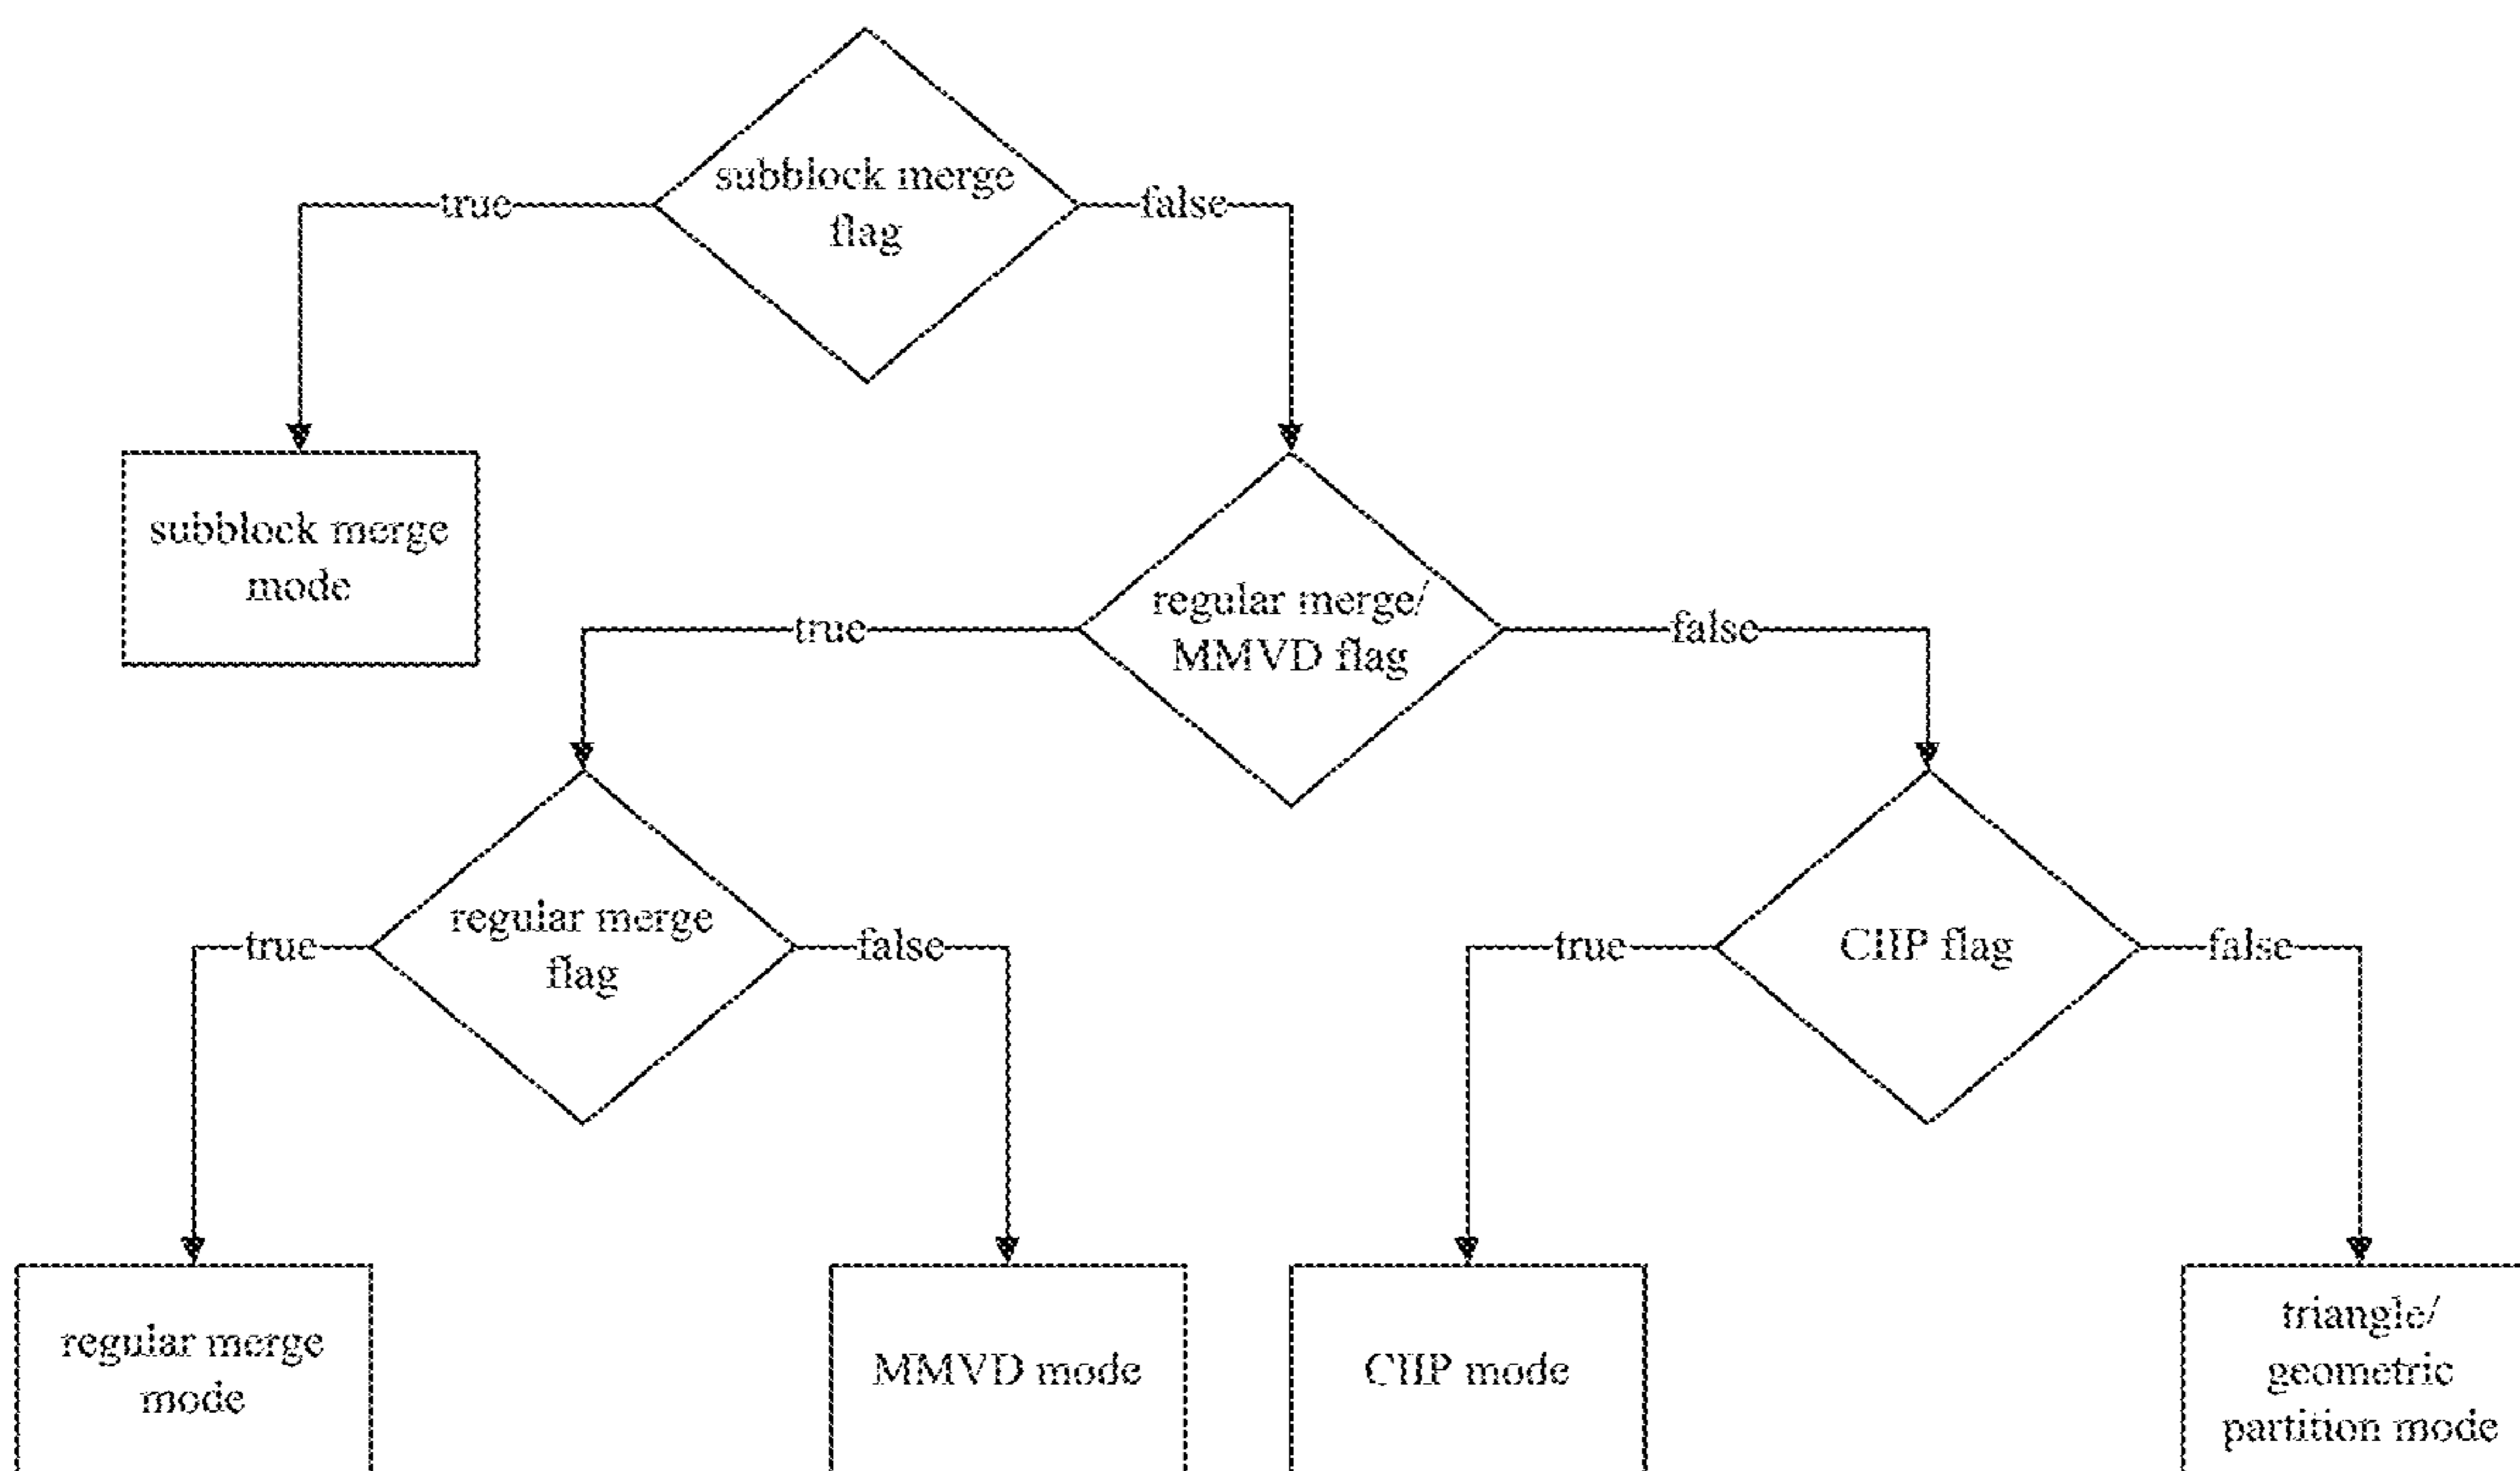 subblock merge
flag
true
false
subblock merge
mode
regular merge/
MMVD flag
true
false
regular merge
flag
true
false
CIIP flag
true
false
regular merge
mode
MMVD mode
CIIP mode
triangle/
geometric
partition mode